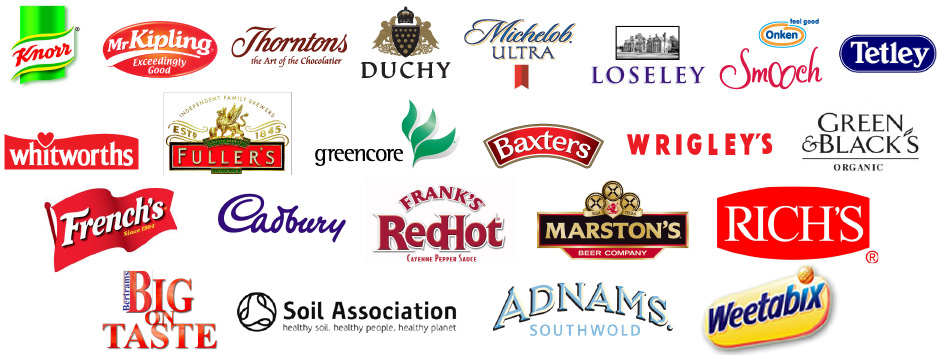 Knorr
Mr Kipling
Exceedingly
Good
Thorntons
the Art of the Chocolatier
DUCHY
Michelob.
ULTRA
LOSELEY
feel good
Onken
Smooch
Tetley
whitworths
INDEPENDENT FAMILY BREWERS
ESTD 1845
FULLER'S
greencore
Baxters
WRIGLEY'S
GREEN
&BLACK'S
ORGANIC
French's
Since 1904
Cadbury
FRANK'S
RedHot
CAYENNE PEPPER SAUCE
MARSTON'S
BEER COMPANY
RICH'S
®
Bertrams
BIG
ON
TASTE
Soil Association
healthy soil, healthy people, healthy planet
ADNAMS
SOUTHWOLD
Weetabix